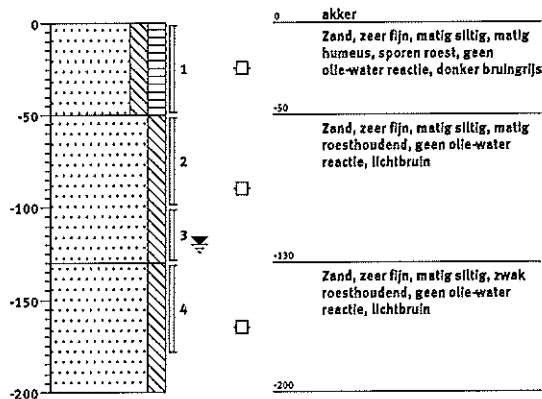 0
-50
-100
-150
-200
1
2
3
4
0 akker
Zand, zeer fijn, matig siltig, matig
humeus, sporen roest, geen
olie-water reactie, donker bruingrijs
-50
Zand, zeer fijn, matig siltig, matig
roesthoudend, geen olie-water
reactie, lichtbruin
-130
Zand, zeer fijn, matig siltig, zwak
roesthoudend, geen olie-water
reactie, lichtbruin
-200